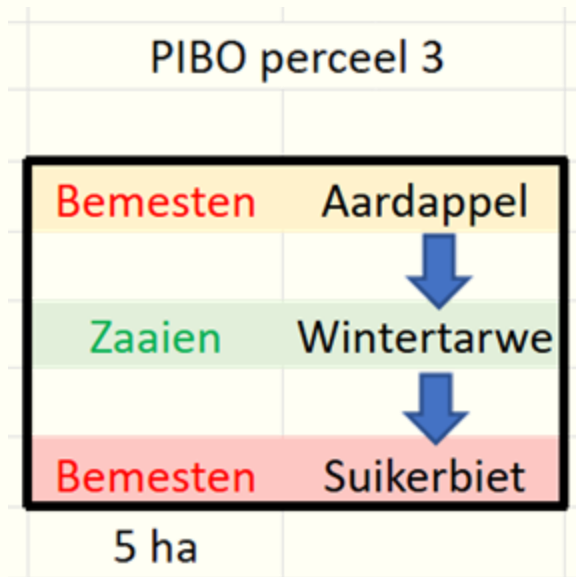 PIBO perceel 3
Bemesten Aardappel
Zaaien Wintertarwe
Bemesten Suikerbiet
5 ha